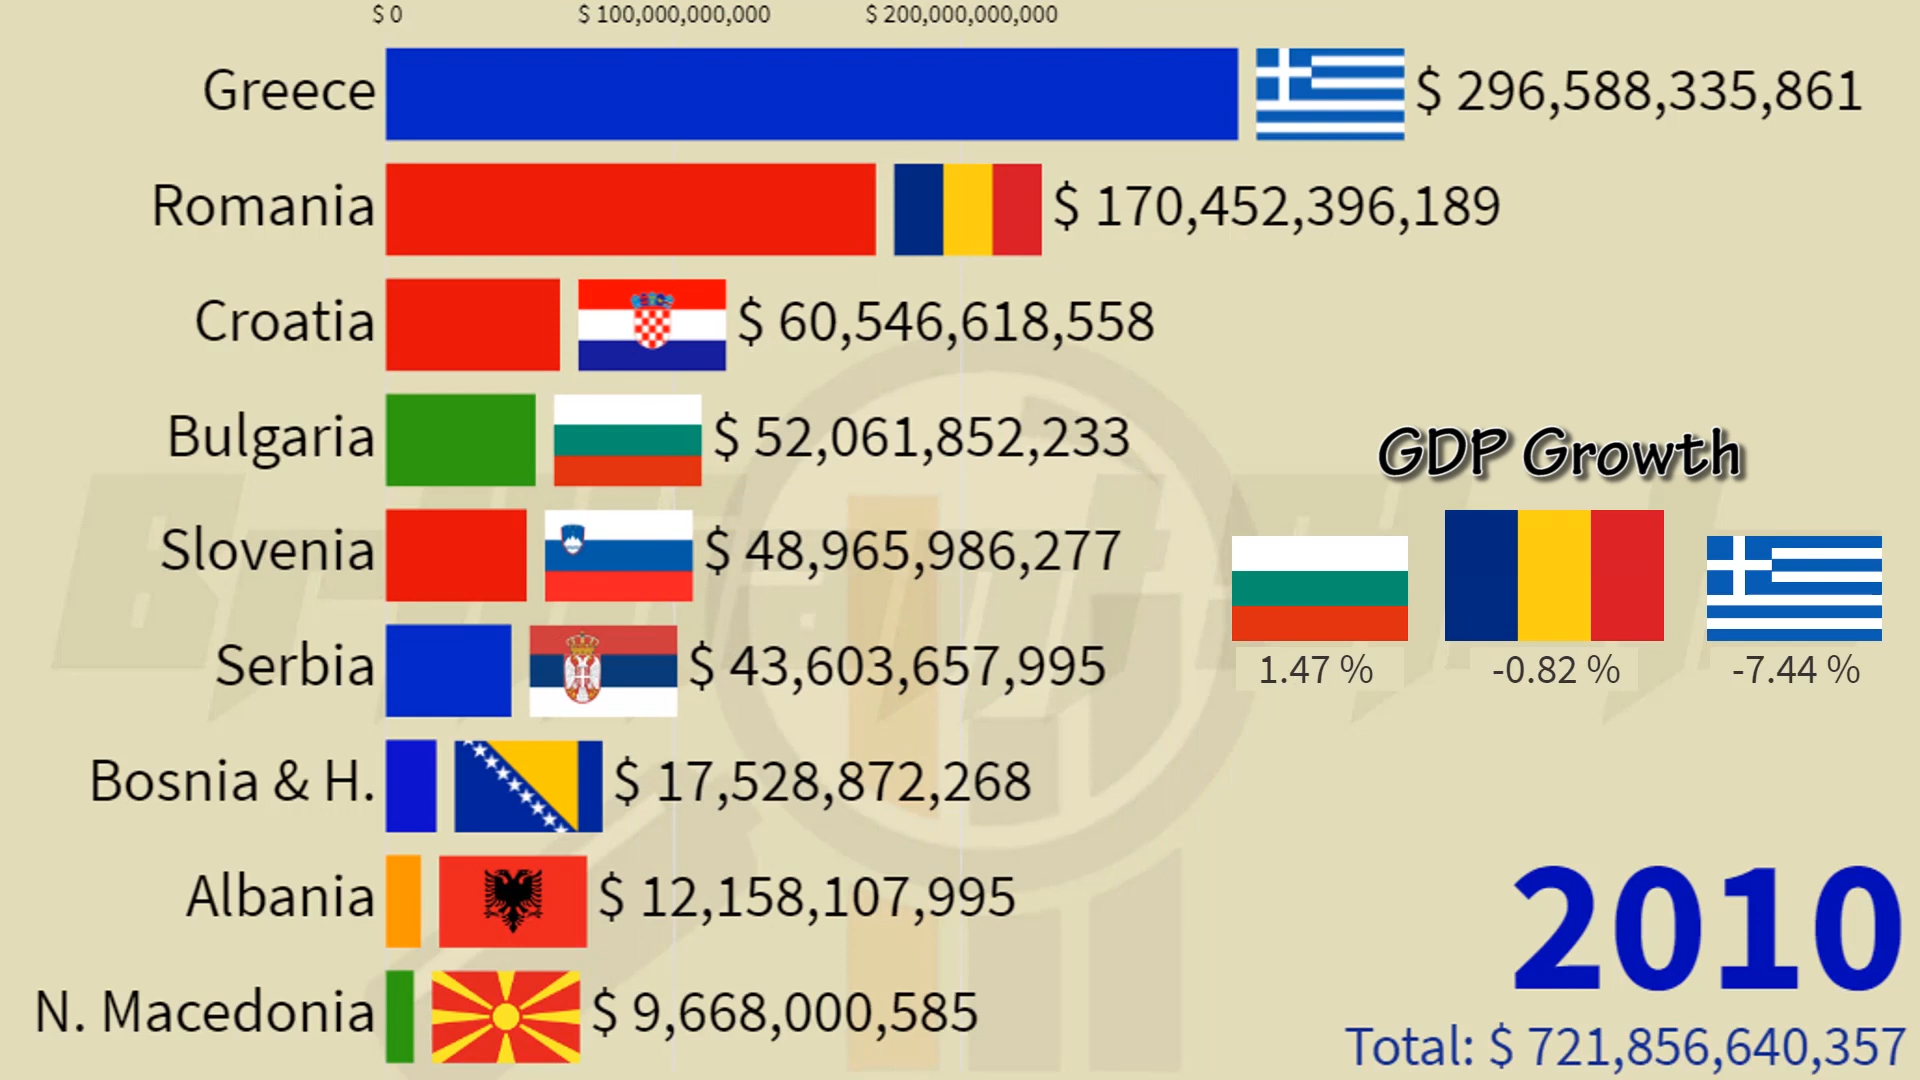 $ 0 $ 100,000,000,000 $ 200,000,000,000
Greece $ 296,588,335,861
Romania $ 170,452,396,189
Croatia $ 60,546,618,558
Bulgaria $ 52,061,852,233
Slovenia $ 48,965,986,277
Serbia $ 43,603,657,995
Bosnia & H. $ 17,528,872,268
Albania $ 12,158,107,995
N. Macedonia $ 9,668,000,585
GDP Growth
1.47 % -0.82 % -7.44 %
2010
Total: $ 721,856,640,357